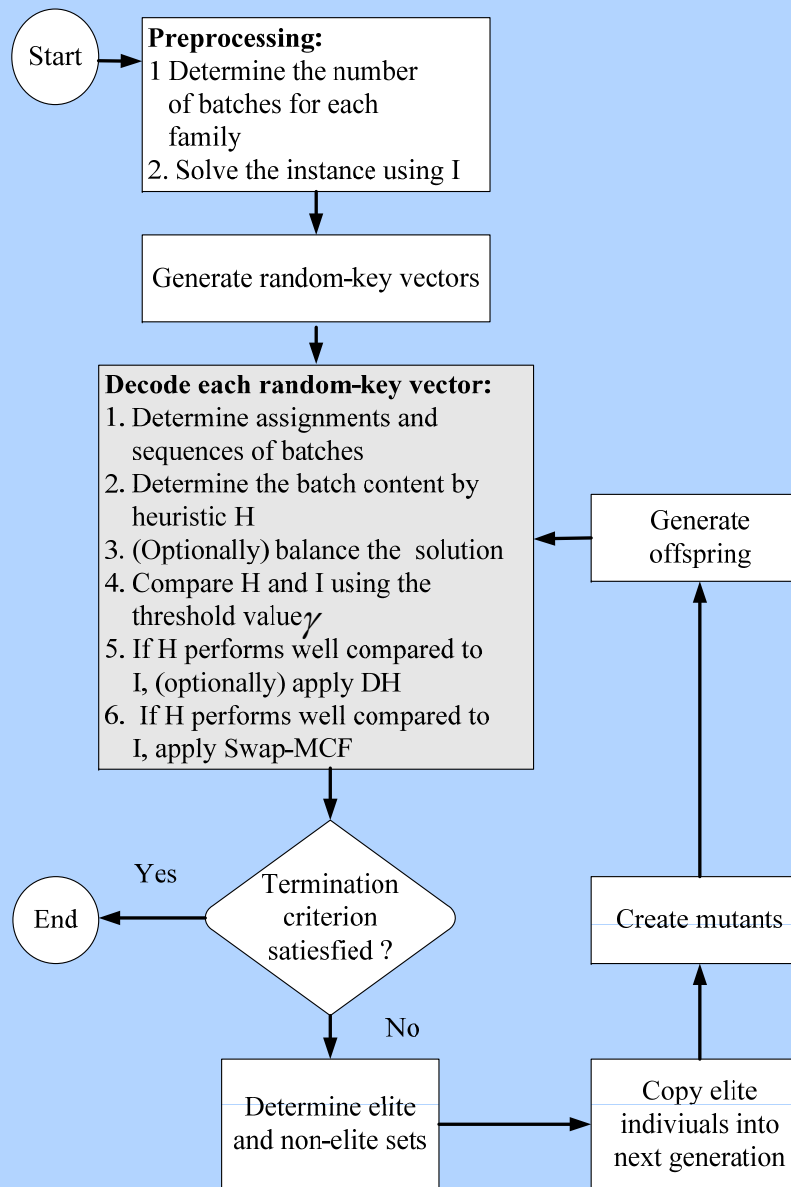 Start
Preprocessing:
1 Determine the number
of batches for each
family
2. Solve the instance using I
Generate random-key vectors
Decode each random-key vector:
1. Determine assignments and
sequences of batches
2. Determine the batch content by
heuristic H
3. (Optionally) balance the solution
4. Compare H and I using the
threshold value γ
5. If H performs well compared to
I, (optionally) apply DH
6. If H performs well compared to
I, apply Swap-MCF
Termination
criterion
satiesfied ?
Yes
End
No
Determine elite
and non-elite sets
Copy elite
indiviuals into
next generation
Create mutants
Generate
offspring